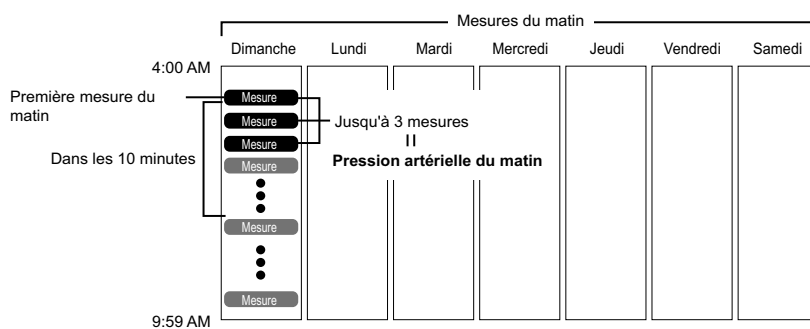 Mesures du matin
Dimanche Lundi Mardi Mercredi Jeudi Vendredi Samedi
4:00 AM
Première mesure du
matin
Mesure
Mesure
Jusqu'à 3 mesures
Mesure
Dans les 10 minutes
Pression artérielle du matin
Mesure
Mesure
Mesure
9:59 AM